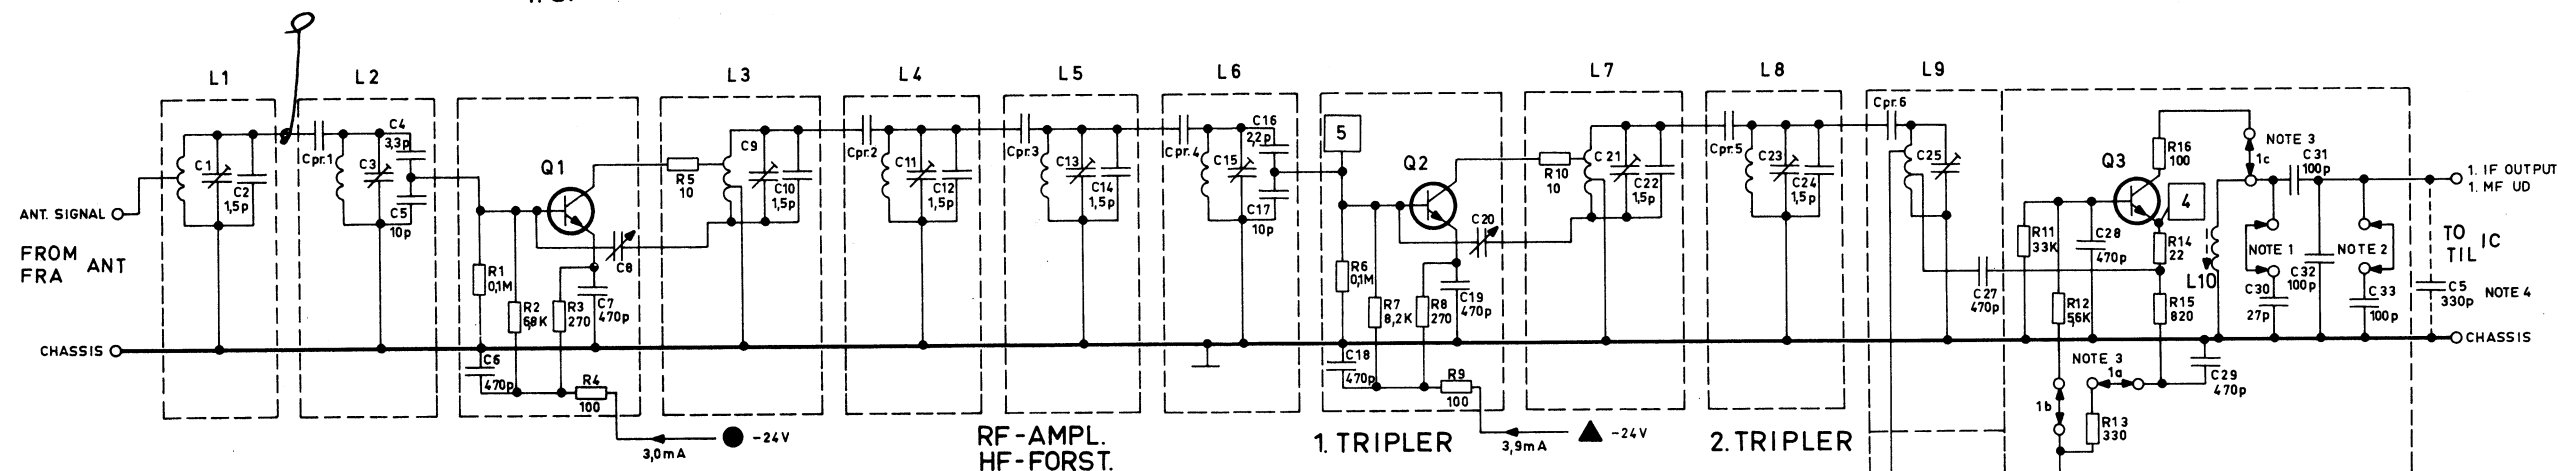 L1
L2
L3
L4
L5
L6
L7
L8
L9
Cpr.1
C4
3,3p
C1
C2
1,5p
C3
C5
10p
Q1
R5
10
C9
C10
1,5p
Cpr.2
C11
C12
1,5p
Cpr.3
C13
C14
1,5p
Cpr.4
C15
C16
2,2p
C17
10p
5
Q2
R10
10
C21
C22
1,5p
Cpr.5
C23
C24
1,5p
Cpr.6
C25
Q3
R16
100
NOTE 3
1c
C31
100p
1. IF OUTPUT
1. MF UD
4
ANT. SIGNAL
FROM ANT
FRA
R1
0,1M
R2
68K
R3
270
C7
470p
C8
R6
0,1M
R7
8,2K
R8
270
C19
470p
C20
C27
470p
R11
33K
C28
470p
R14
22
L10
NOTE 1
C30
27p
C32
100p
NOTE 2
C33
100p
TO IC
TIL
C5
330p
NOTE 4
R12
5,6K
R15
820
CHASSIS
CHASSIS
C6
470p
R4
100
3,0mA
-24V
RF-AMPL.
HF-FORST.
C18
470p
R9
100
1. TRIPLER
3,9mA
-24V
2. TRIPLER
NOTE 3
1a
1b
R13
330
C29
470p